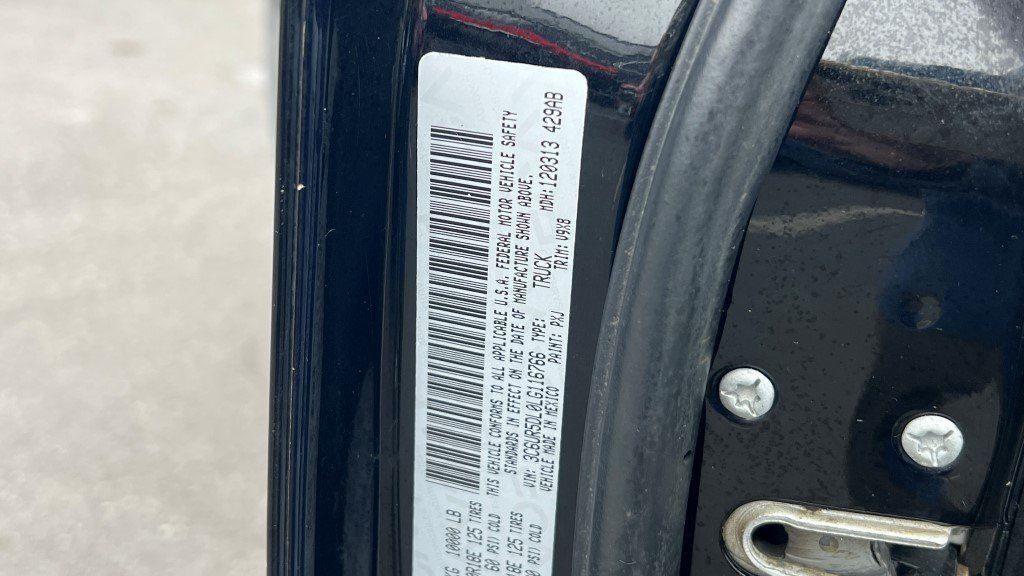 KG 10000 LB
125 TIRES
60 PSI/ COLD
125 TIRES
PSI/ COLD
THIS VEHICLE CONFORMS TO ALL APPLICABLE U.S.A. FEDERAL MOTOR VEHICLE SAFETY
STANDARDS IN EFFECT ON THE DATE OF MANUFACTURE SHOWN ABOVE.
VIN: 3C6UR5DL0LG116766 TYPE: TRUCK MDH:120313 429AB
VEHICLE MADE IN MEXICO PAINT: PXJ TRIM: V9X8